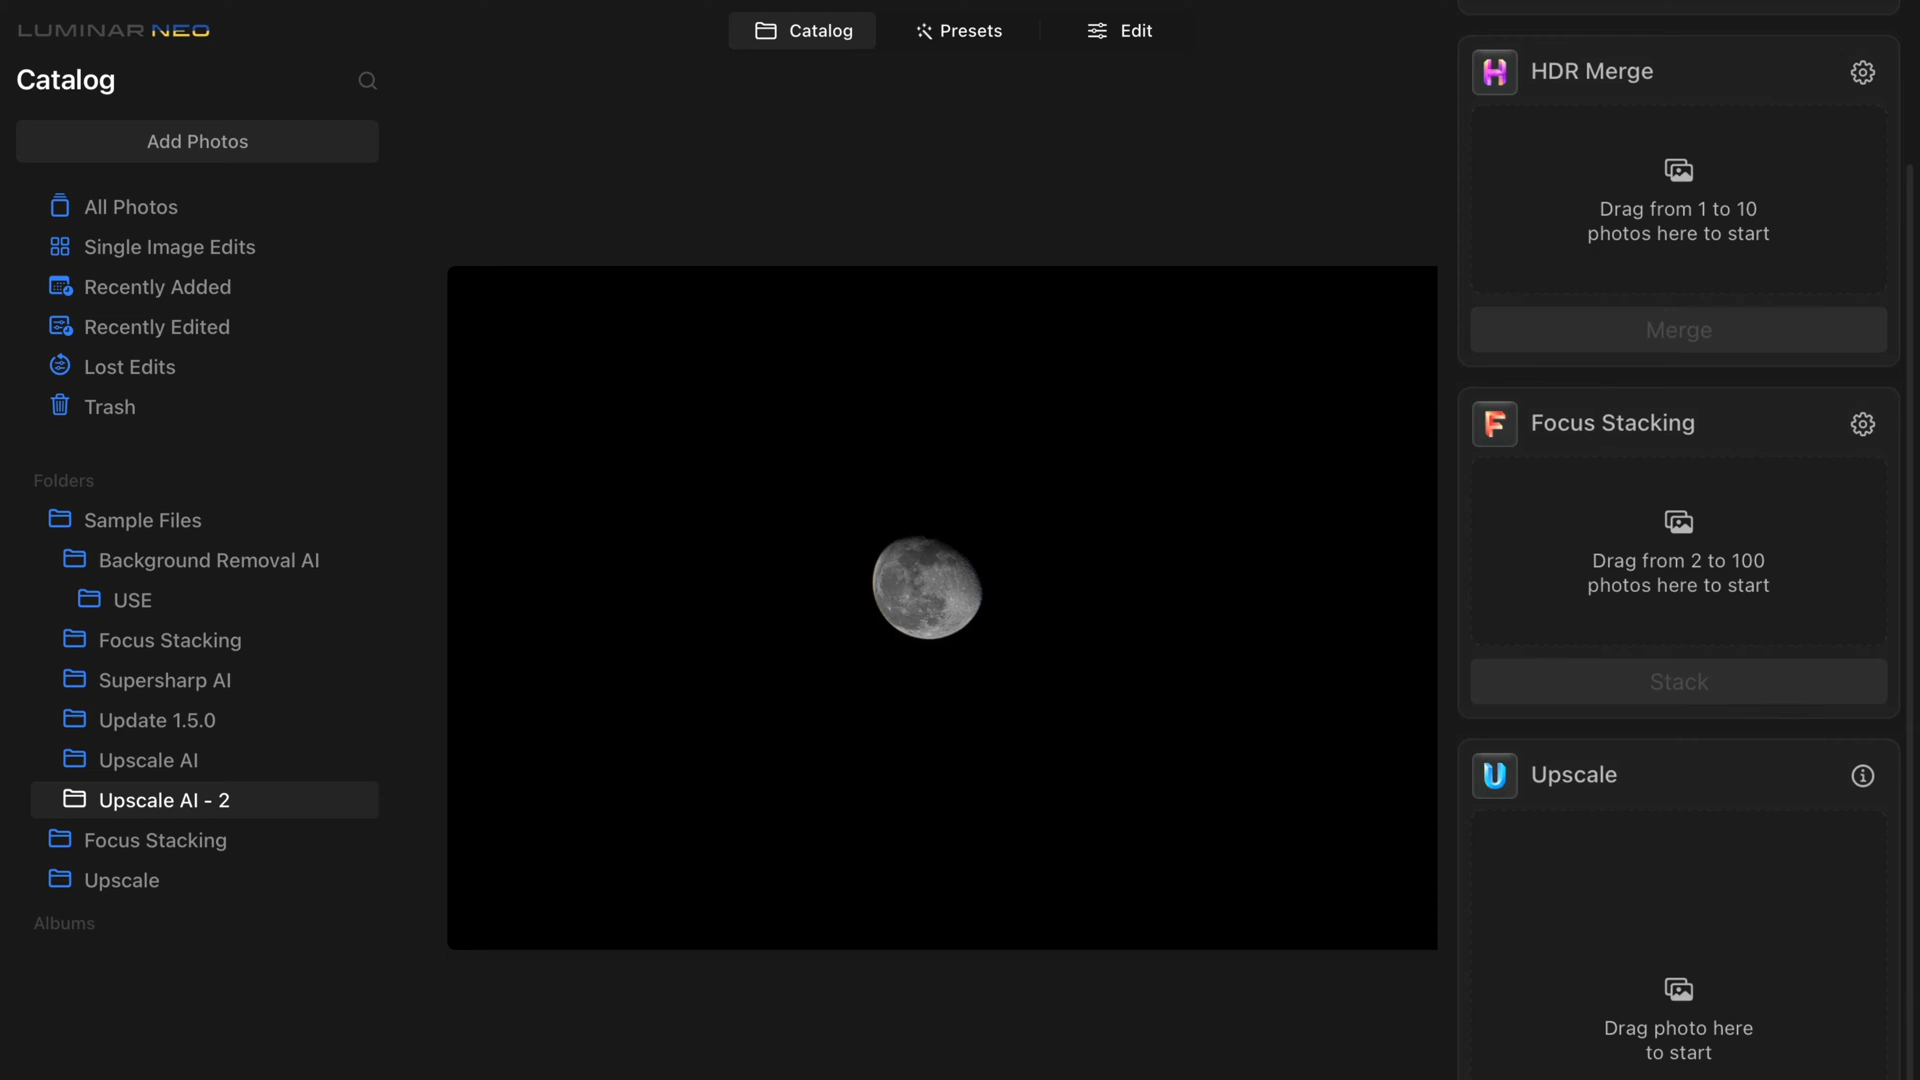 LUMINAR NEO
Catalog
Presets
Edit
Catalog
Add Photos
All Photos
Single Image Edits
Recently Added
Recently Edited
Lost Edits
Trash
Folders
Sample Files
Background Removal AI
USE
Focus Stacking
Supersharp AI
Update 1.5.0
Upscale AI
Upscale AI - 2
Focus Stacking
Upscale
Albums
HDR Merge
Drag from 1 to 10
photos here to start
Merge
Focus Stacking
Drag from 2 to 100
photos here to start
Stack
Upscale
Drag photo here
to start